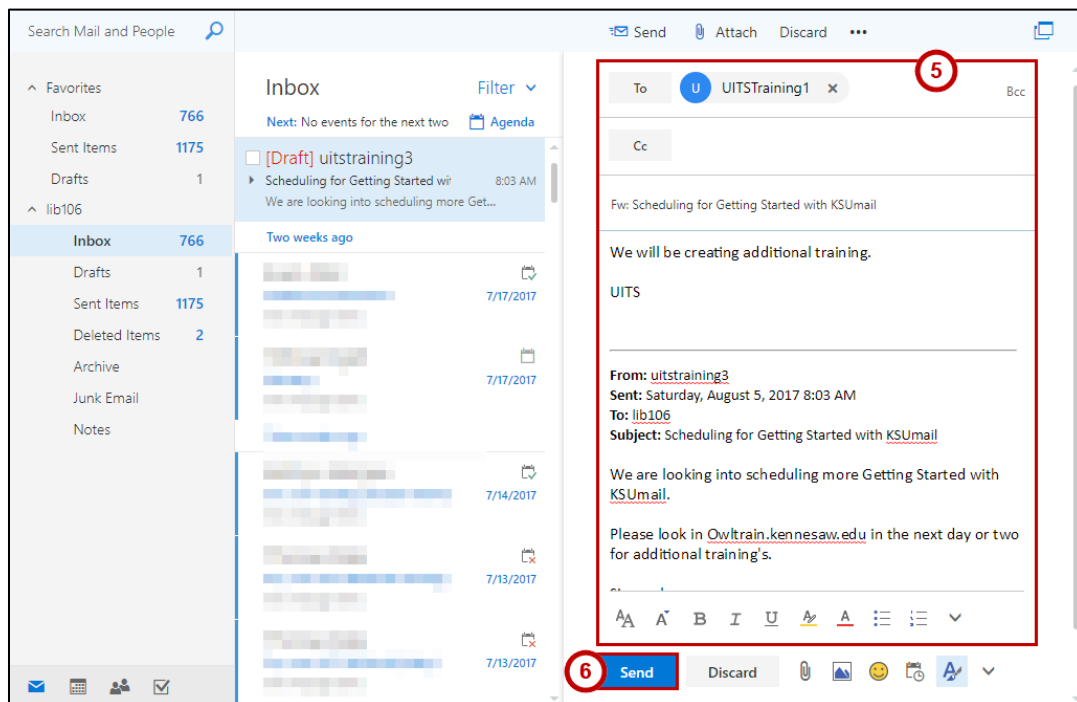 Search Mail and People
Send Attach Discard •••
Favorites
Inbox 766
Sent Items 1175
Drafts 1
lib106
Inbox 766
Drafts 1
Sent Items 1175
Deleted Items 2
Archive
Junk Email
Notes
Inbox Filter
Next: No events for the next two Agenda
[Draft] uitstraining3
Scheduling for Getting Started wit 8:03 AM
We are looking into scheduling more Get...
Two weeks ago
7/17/2017
7/17/2017
7/14/2017
7/13/2017
7/13/2017
5
To U UITSTraining1 x Bcc
Cc
Fw: Scheduling for Getting Started with KSUmail
We will be creating additional training.
UITS
From: uitstraining3
Sent: Saturday, August 5, 2017 8:03 AM
To: lib106
Subject: Scheduling for Getting Started with KSUmail
We are looking into scheduling more Getting Started with
KSUmail.
Please look in Owltrain.kennesaw.edu in the next day or two
for additional training's.
AA A B I U A A
6 Send Discard